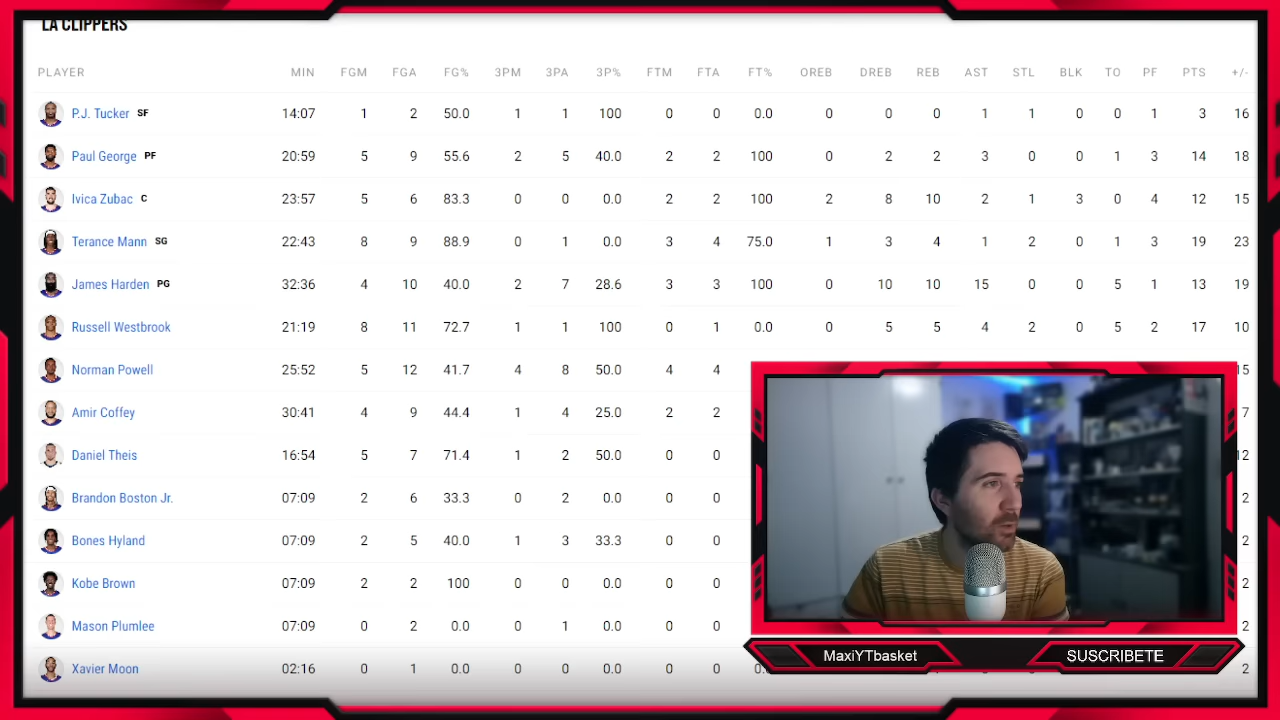 LA CLIPPERS
PLAYER MIN FGM FGA FG% 3PM 3PA 3P% FTM FTA FT% OREB DREB REB AST STL BLK TO PF PTS +/-
P.J. Tucker SF 14:07 1 2 50.0 1 1 100 0 0 0.0 0 0 0 1 1 0 0 1 3 16
Paul George PF 20:59 5 9 55.6 2 5 40.0 2 2 100 0 2 2 3 0 0 1 3 14 18
Ivica Zubac C 23:57 5 6 83.3 0 0 0.0 2 2 100 2 8 10 2 1 3 0 4 12 15
Terance Mann SG 22:43 8 9 88.9 0 1 0.0 3 4 75.0 1 3 4 1 2 0 1 3 19 23
James Harden PG 32:36 4 10 40.0 2 7 28.6 3 3 100 0 10 10 15 0 0 5 1 13 19
Russell Westbrook 21:19 8 11 72.7 1 1 100 0 1 0.0 0 5 5 4 2 0 5 2 17 10
Norman Powell 25:52 5 12 41.7 4 8 50.0 4 4 15
Amir Coffey 30:41 4 9 44.4 1 4 25.0 2 2 7
Daniel Theis 16:54 5 7 71.4 1 2 50.0 0 0 12
Brandon Boston Jr. 07:09 2 6 33.3 0 2 0.0 0 0 2
Bones Hyland 07:09 2 5 40.0 1 3 33.3 0 0 2
Kobe Brown 07:09 2 2 100 0 0 0.0 0 0 2
Mason Plumlee 07:09 0 2 0.0 0 1 0.0 0 0 2
Xavier Moon 02:16 0 1 0.0 0 0 0.0 0 0 2
MaxiYTbasket
SUSCRIBETE